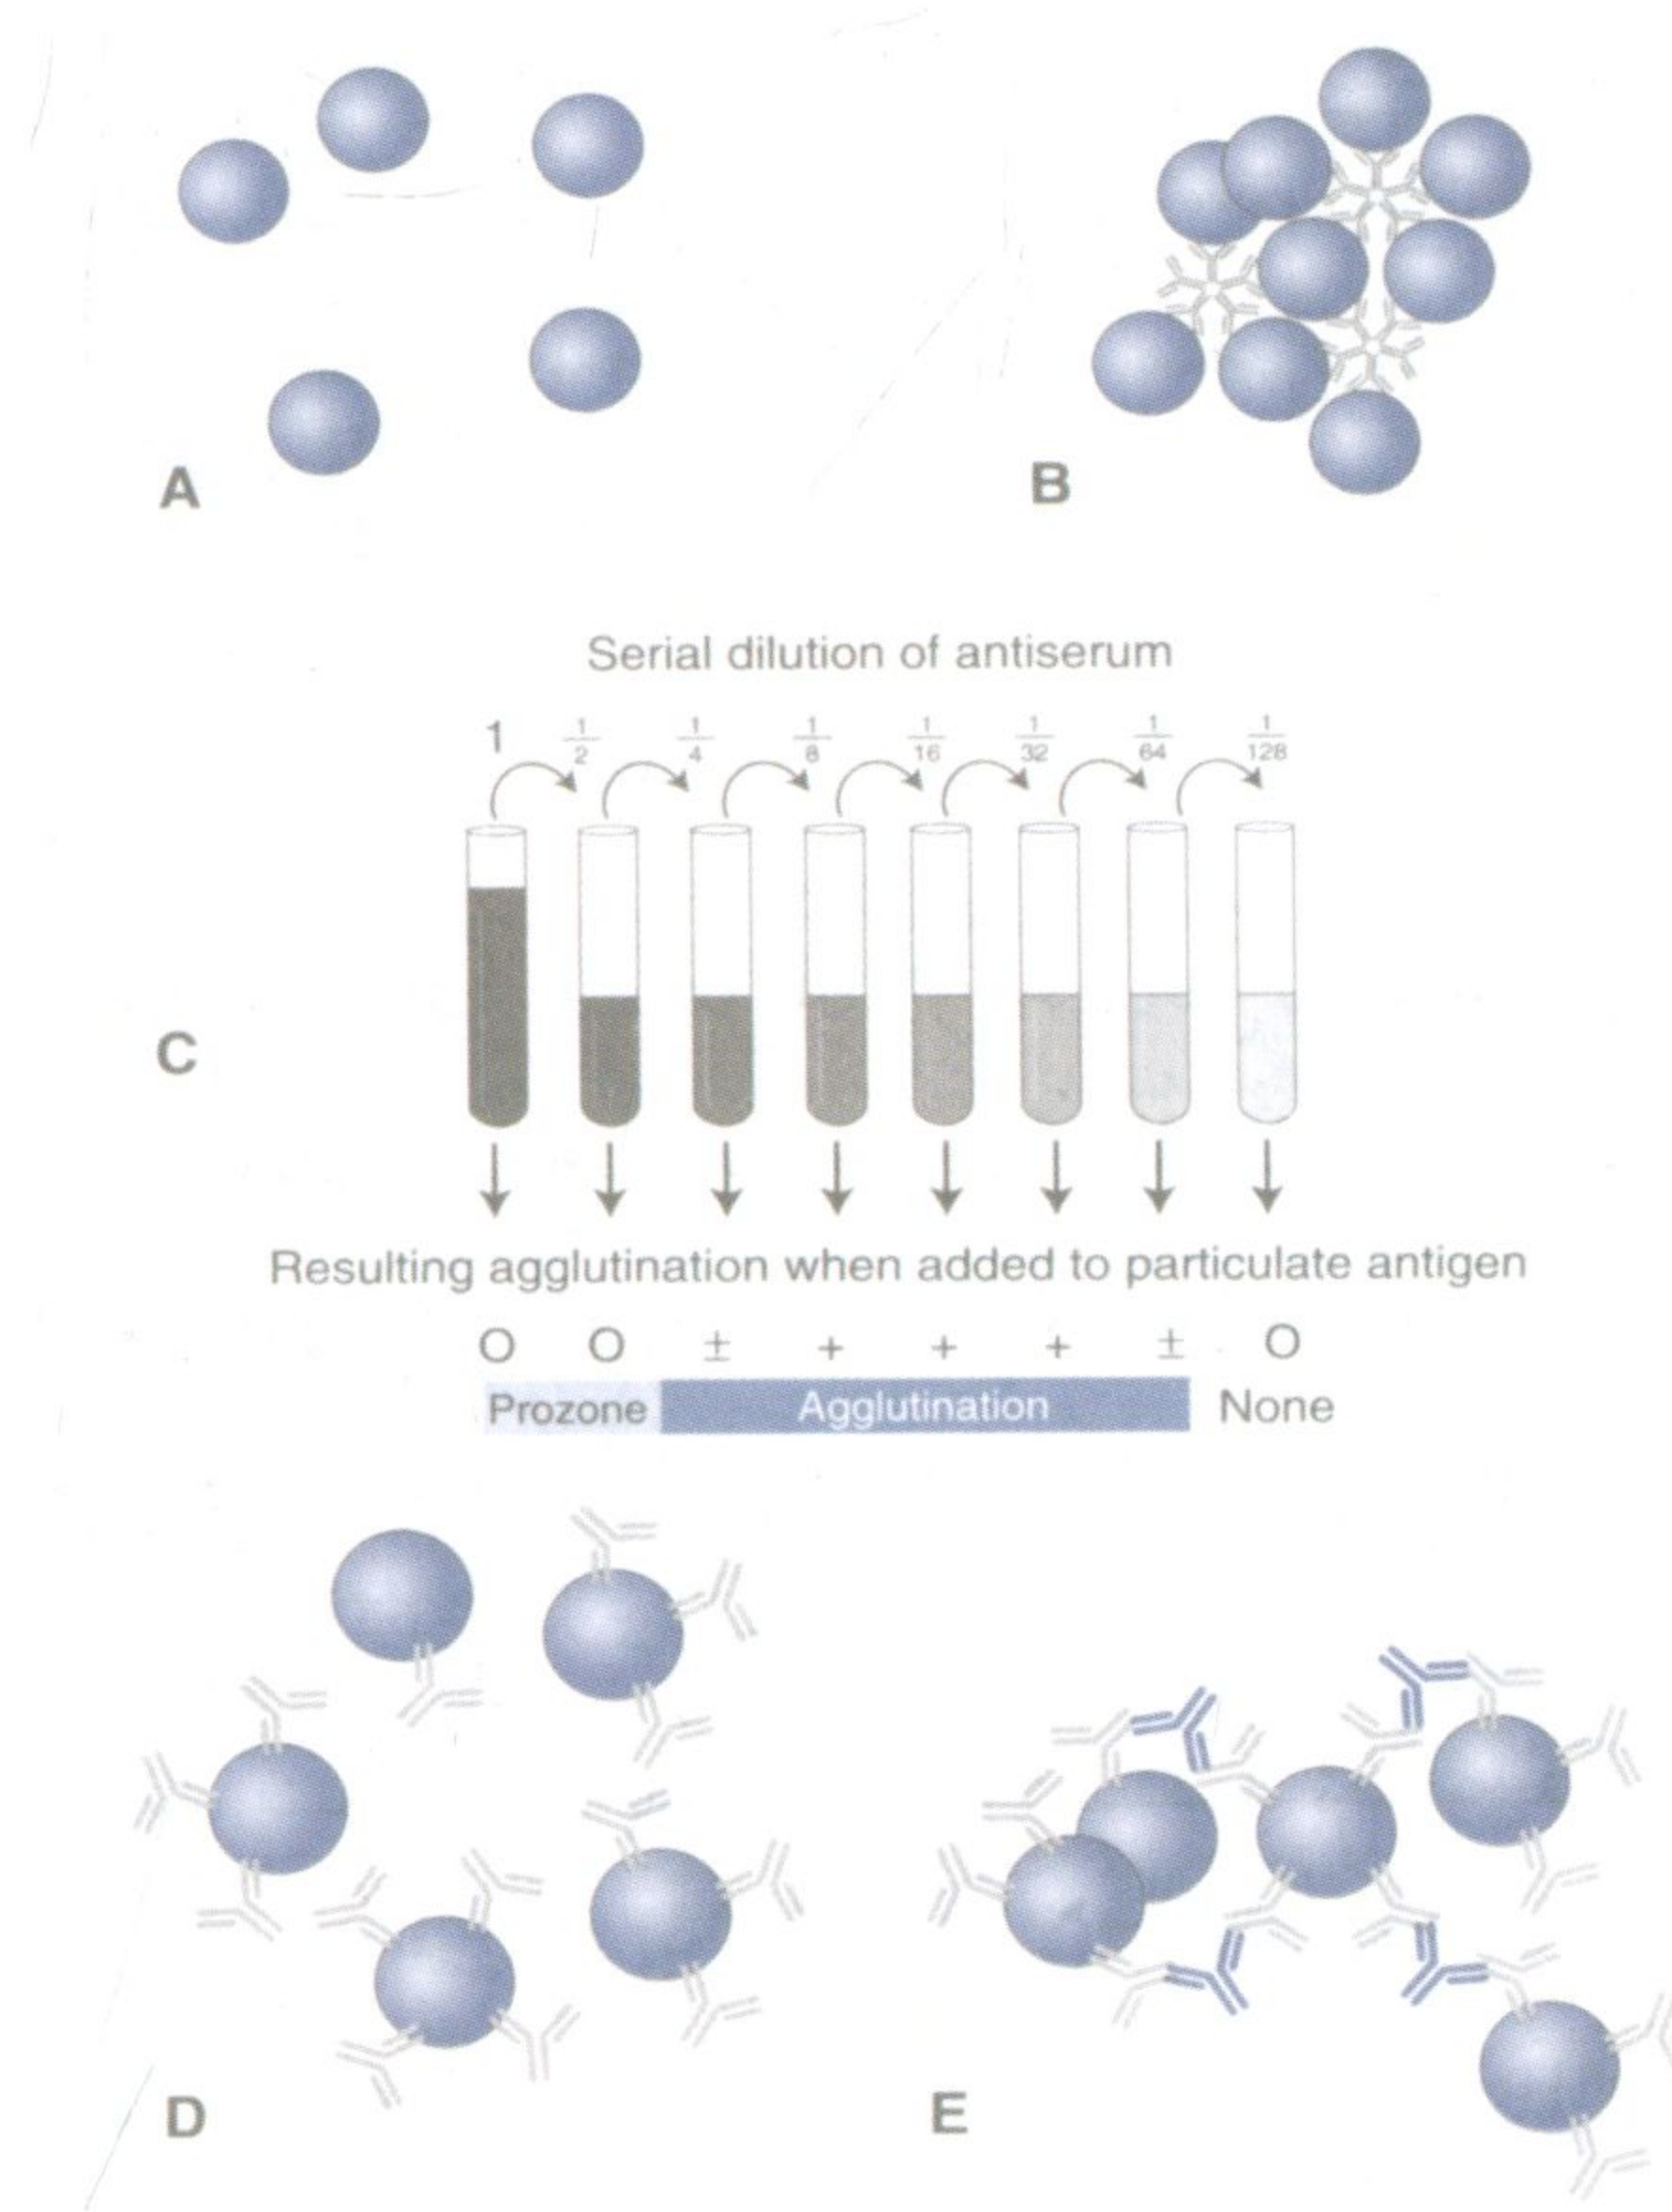 A
B
Serial dilution of antiserum
1 1/2 1/4 1/8 1/16 1/32 1/64 1/128
C
Resulting agglutination when added to particulate antigen
O O ± + + + ± O
Prozone Agglutination None
D
E